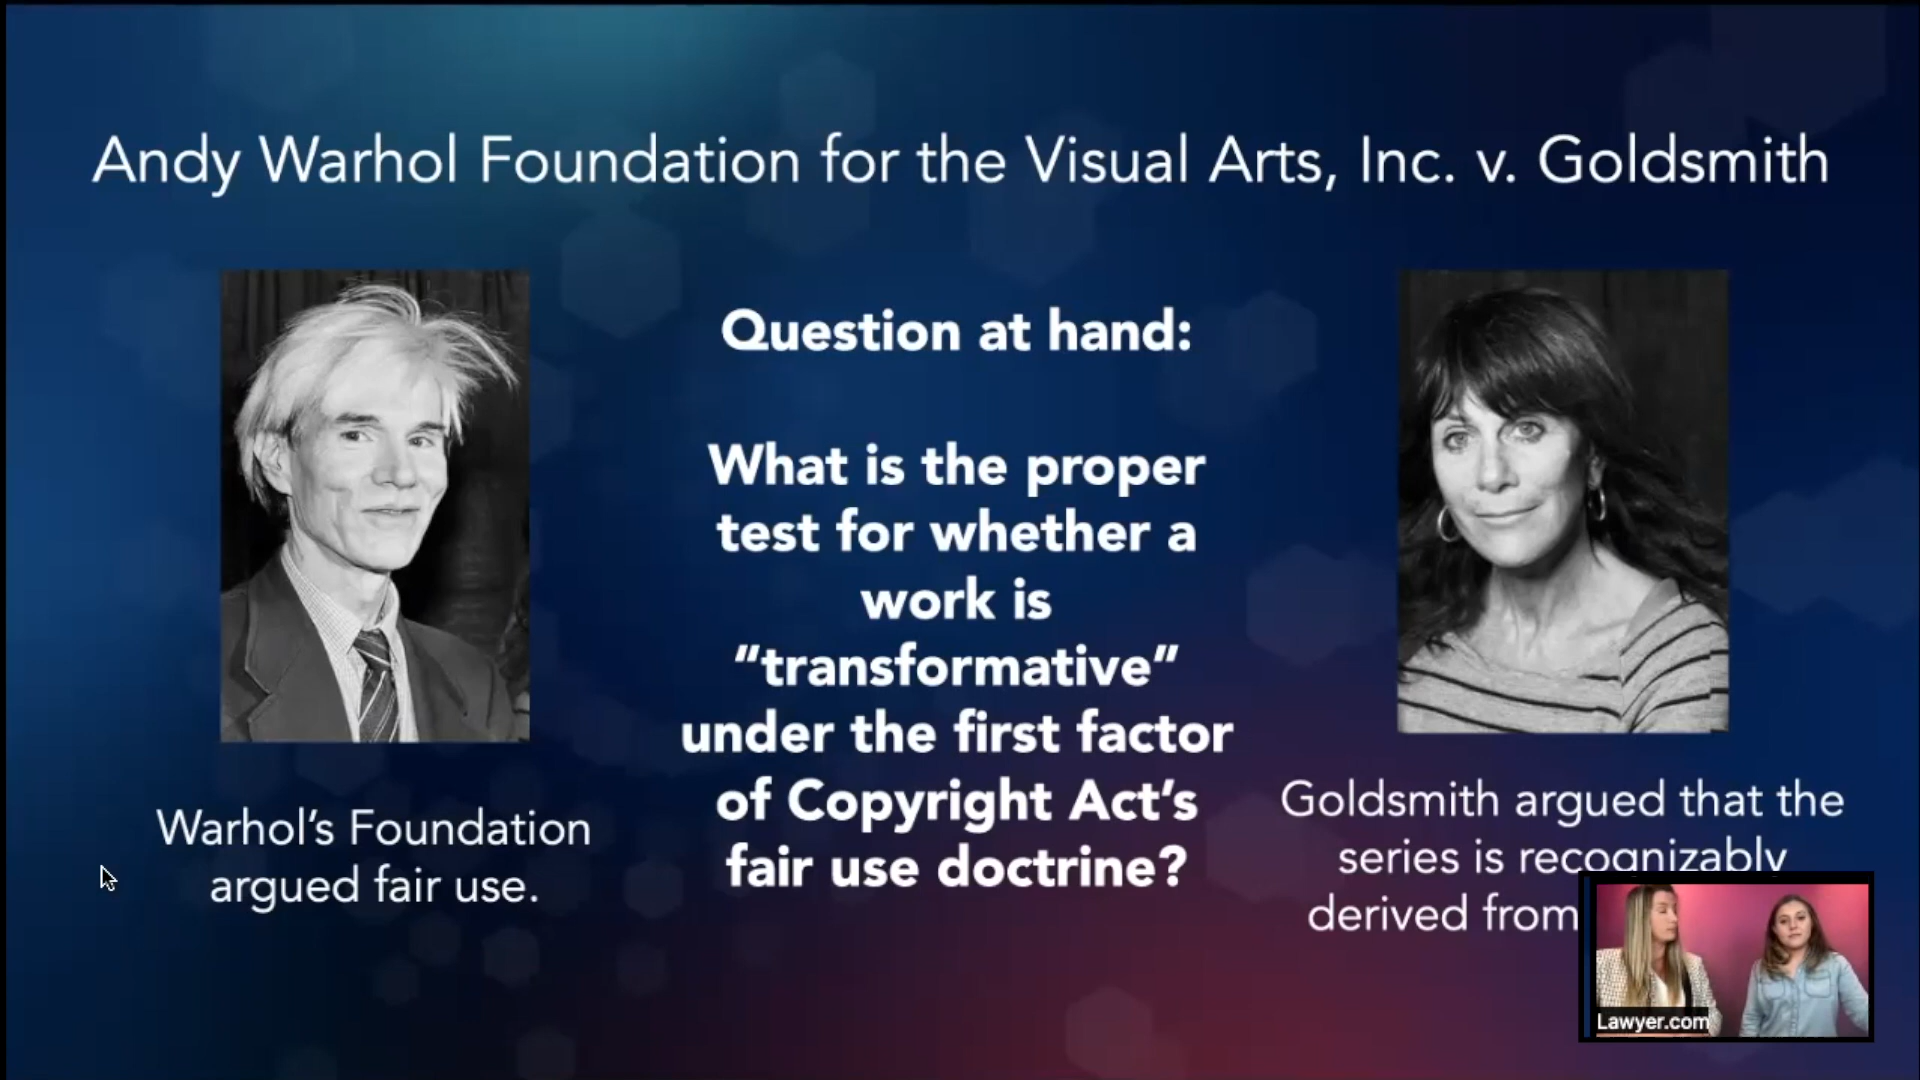 Andy Warhol Foundation for the Visual Arts, Inc. v. Goldsmith
Question at hand:
What is the proper
test for whether a
work is
“transformative”
under the first factor
of Copyright Act’s
fair use doctrine?
Warhol’s Foundation
argued fair use.
Goldsmith argued that the
series is recognizably
derived from
Lawyer.com